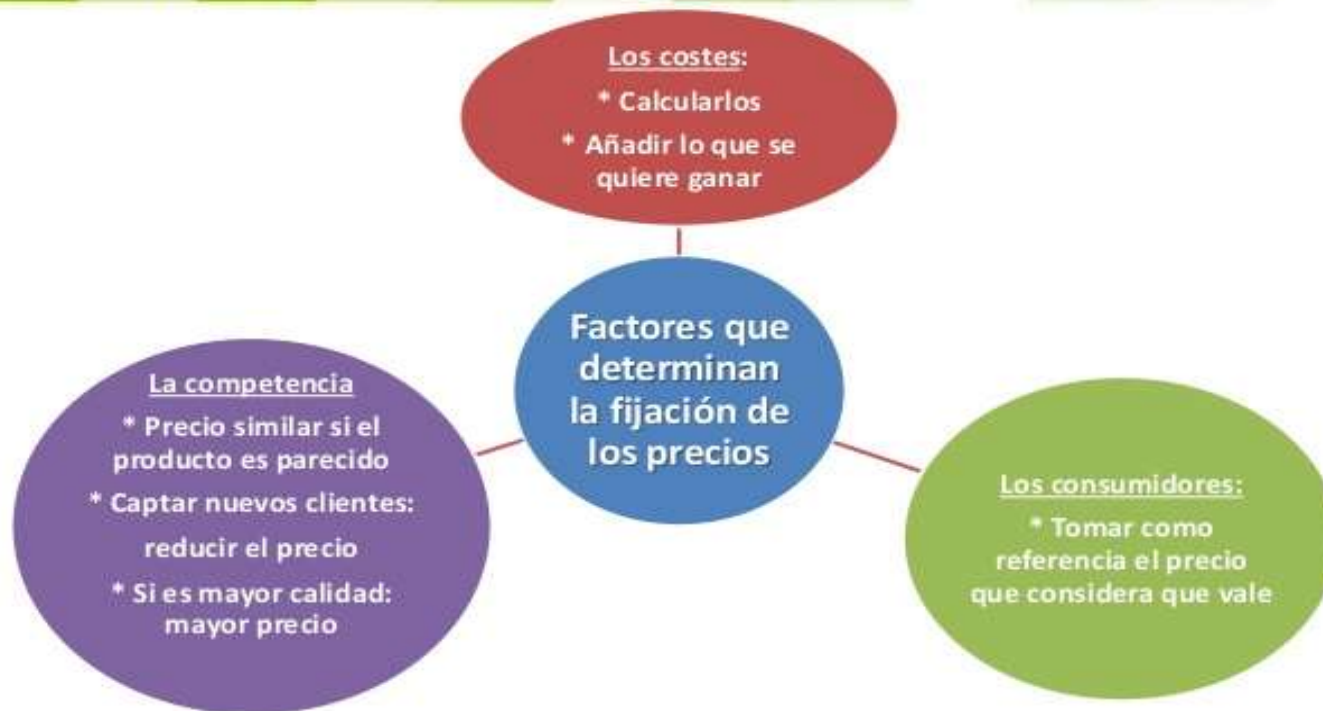 Los costes:
* Calcularlos
* Añadir lo que se
quiere ganar
Factores que
determinan
la fijación de
los precios
La competencia
* Precio similar si el
producto es parecido
* Captar nuevos clientes:
reducir el precio
* Si es mayor calidad:
mayor precio
Los consumidores:
* Tomar como
referencia el precio
que considera que vale